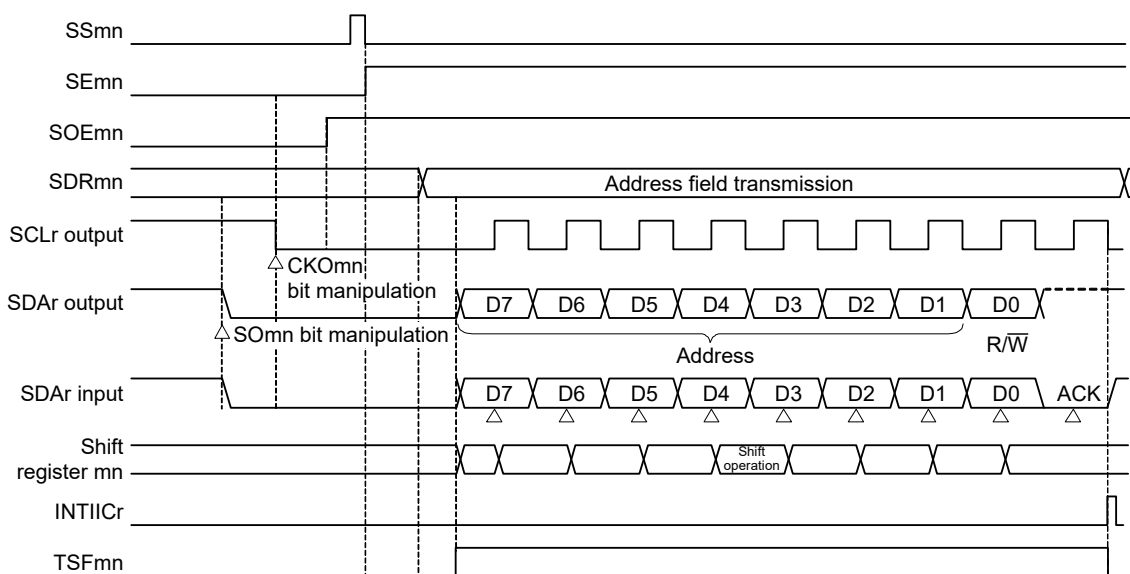 SSmn
SEmn
SOEmn
SDRmn
Address field transmission
SCLr output
CKOmn
bit manipulation
SDAr output
D7 D6 D5 D4 D3 D2 D1 D0
SOmn bit manipulation
Address
R/W̅
SDAr input
D7 D6 D5 D4 D3 D2 D1 D0 ACK
Shift
register mn
Shift
operation
INTIICr
TSFmn